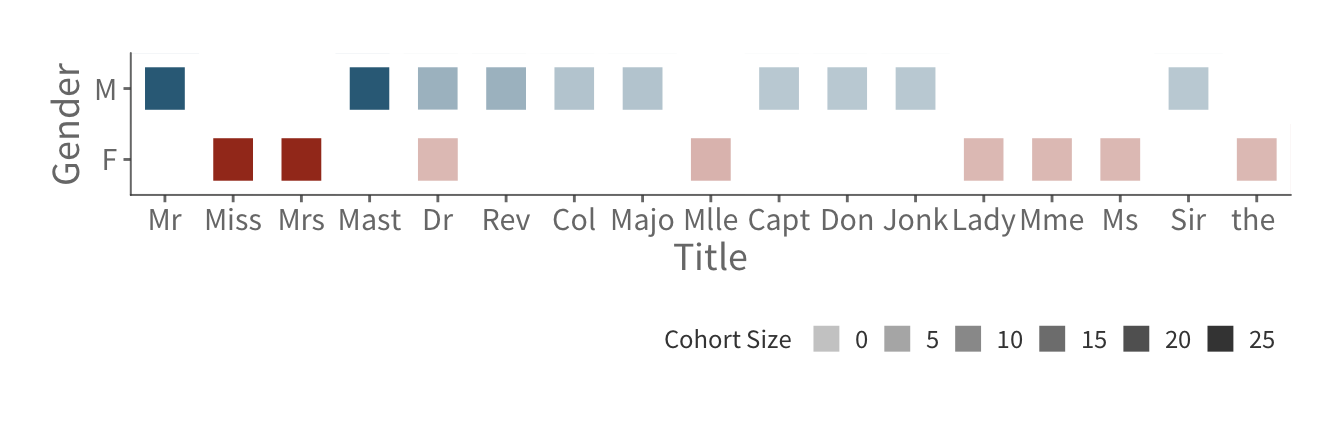 Gender
M
F
Mr Miss Mrs Mast Dr Rev Col Majo Mlle Capt Don Jonk Lady Mme Ms Sir the
Title
Cohort Size 0 5 10 15 20 25